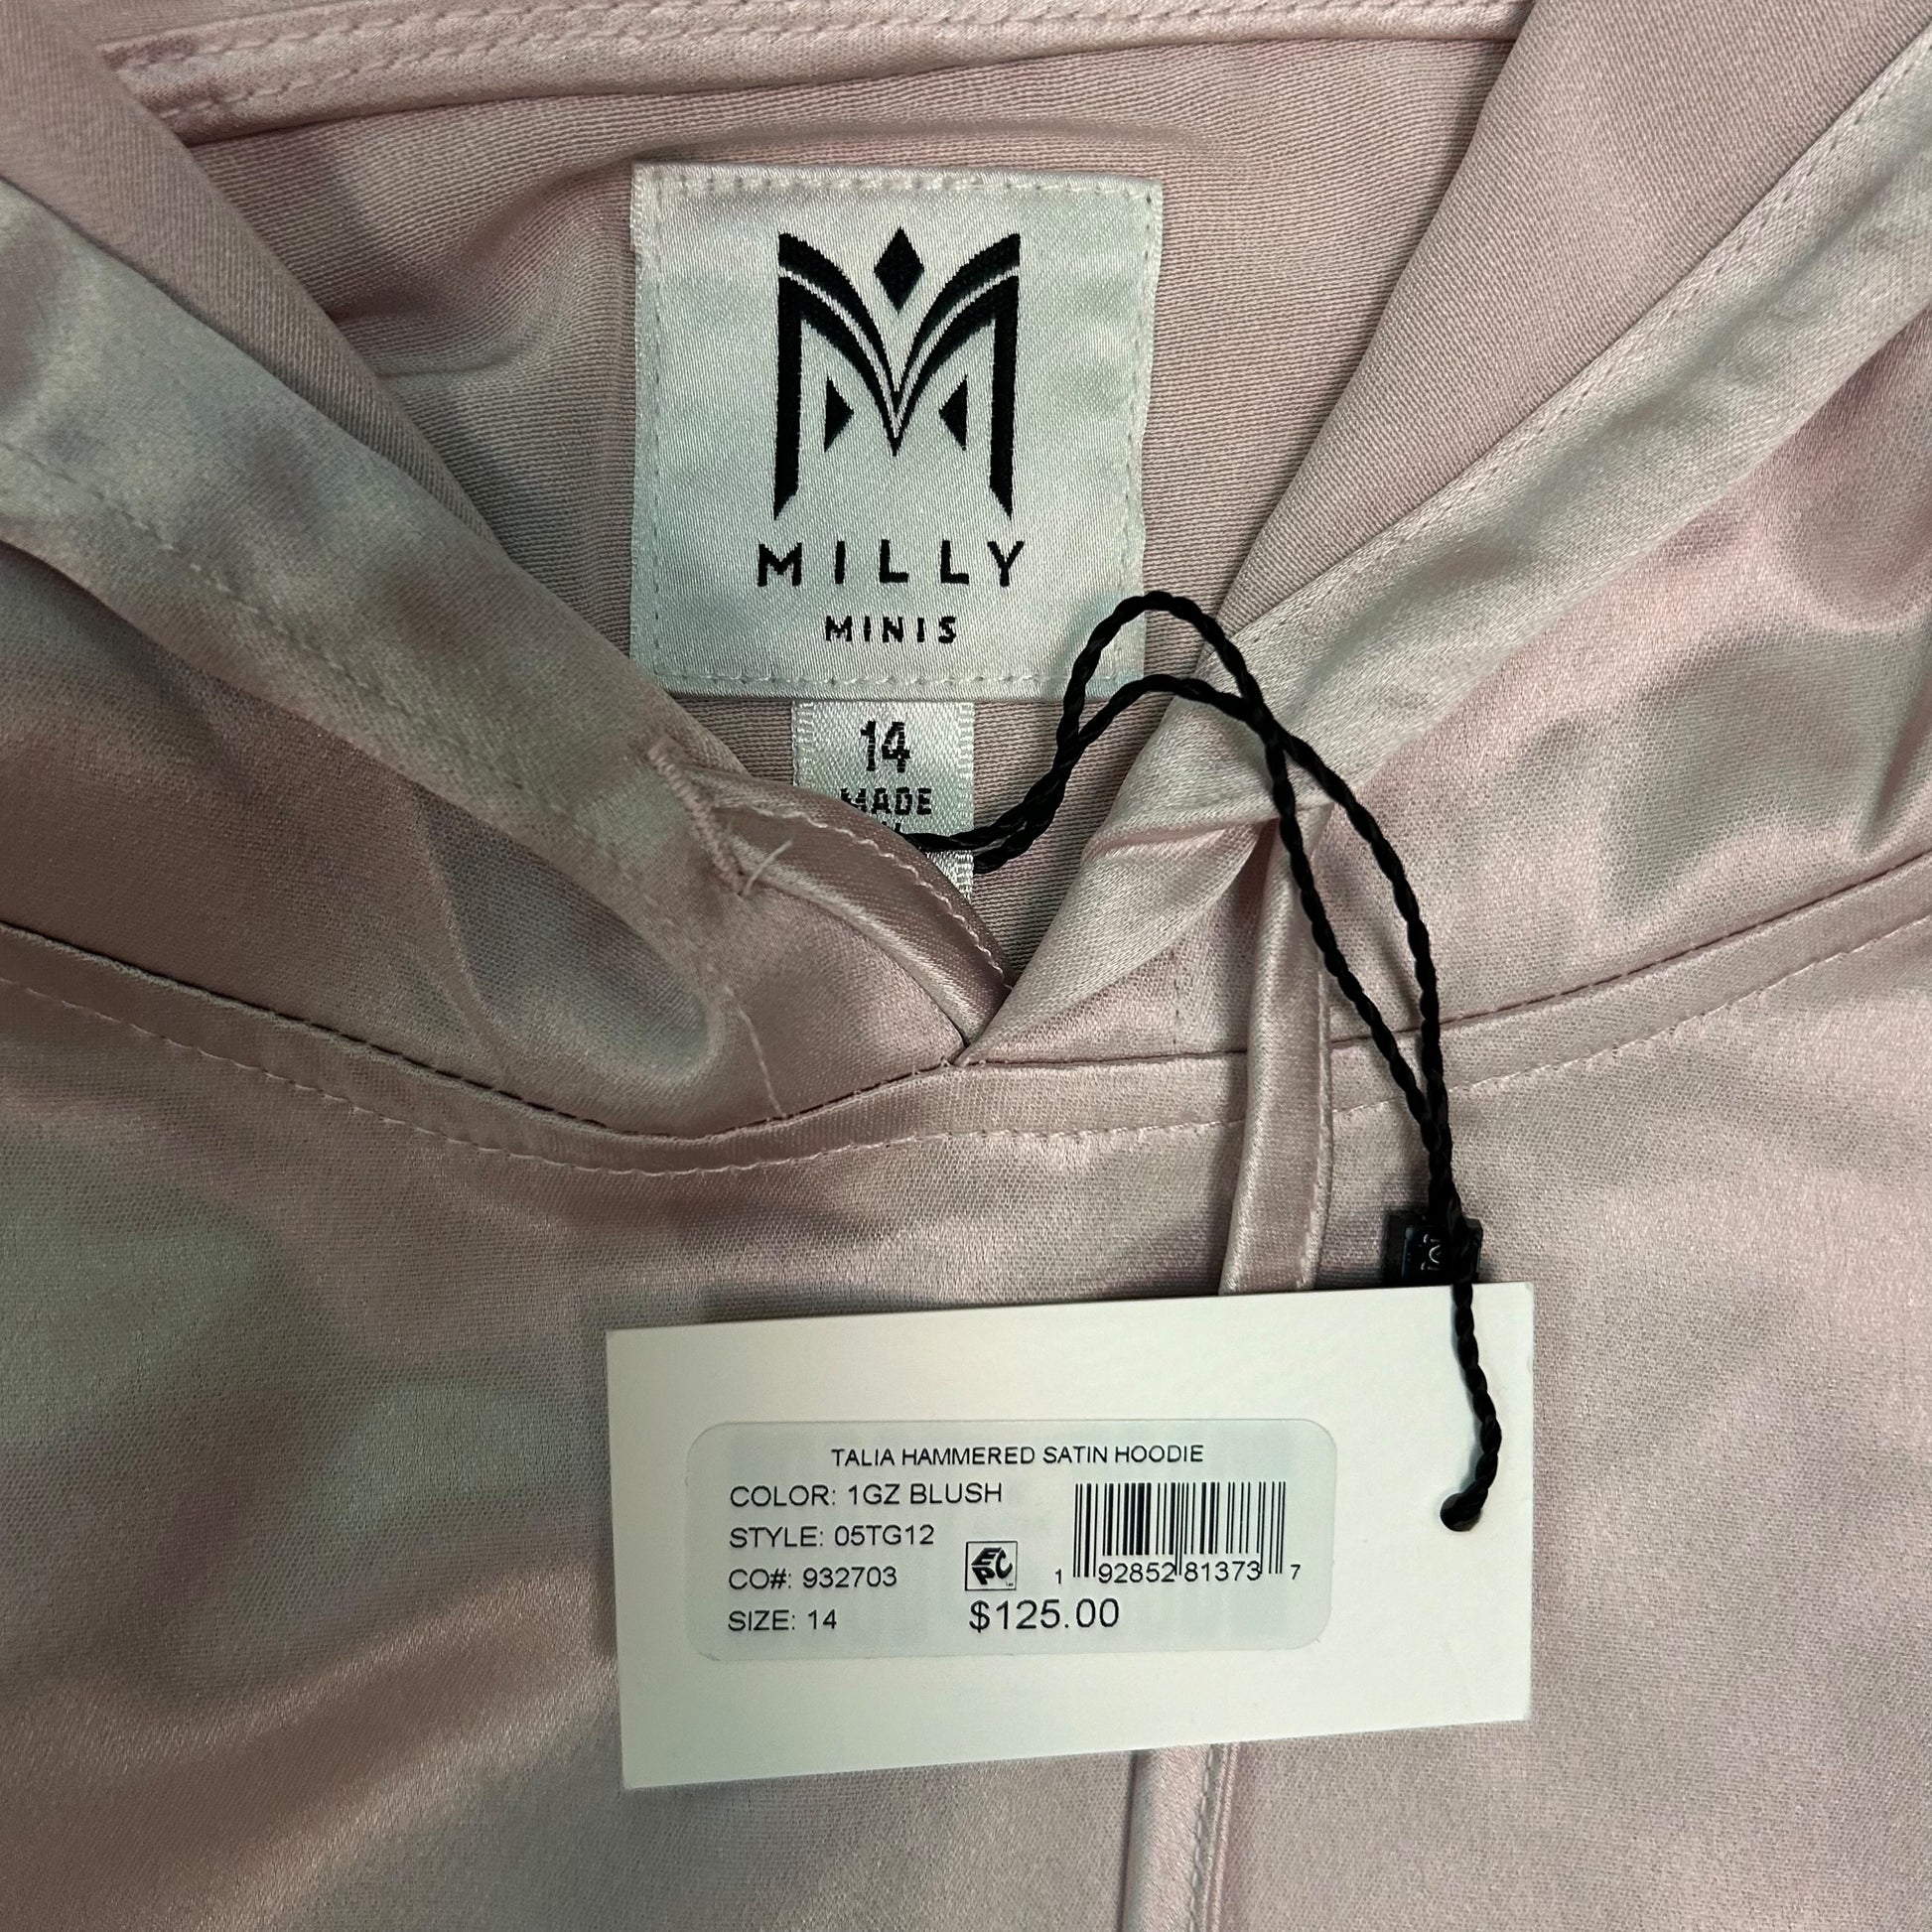 MILLY
MINIS
14
MADE
TALIA HAMMERED SATIN HOODIE
COLOR: 1GZ BLUSH
STYLE: 05TG12
CO#: 932703
SIZE: 14
EPC
1 92852 81373 7
$125.00